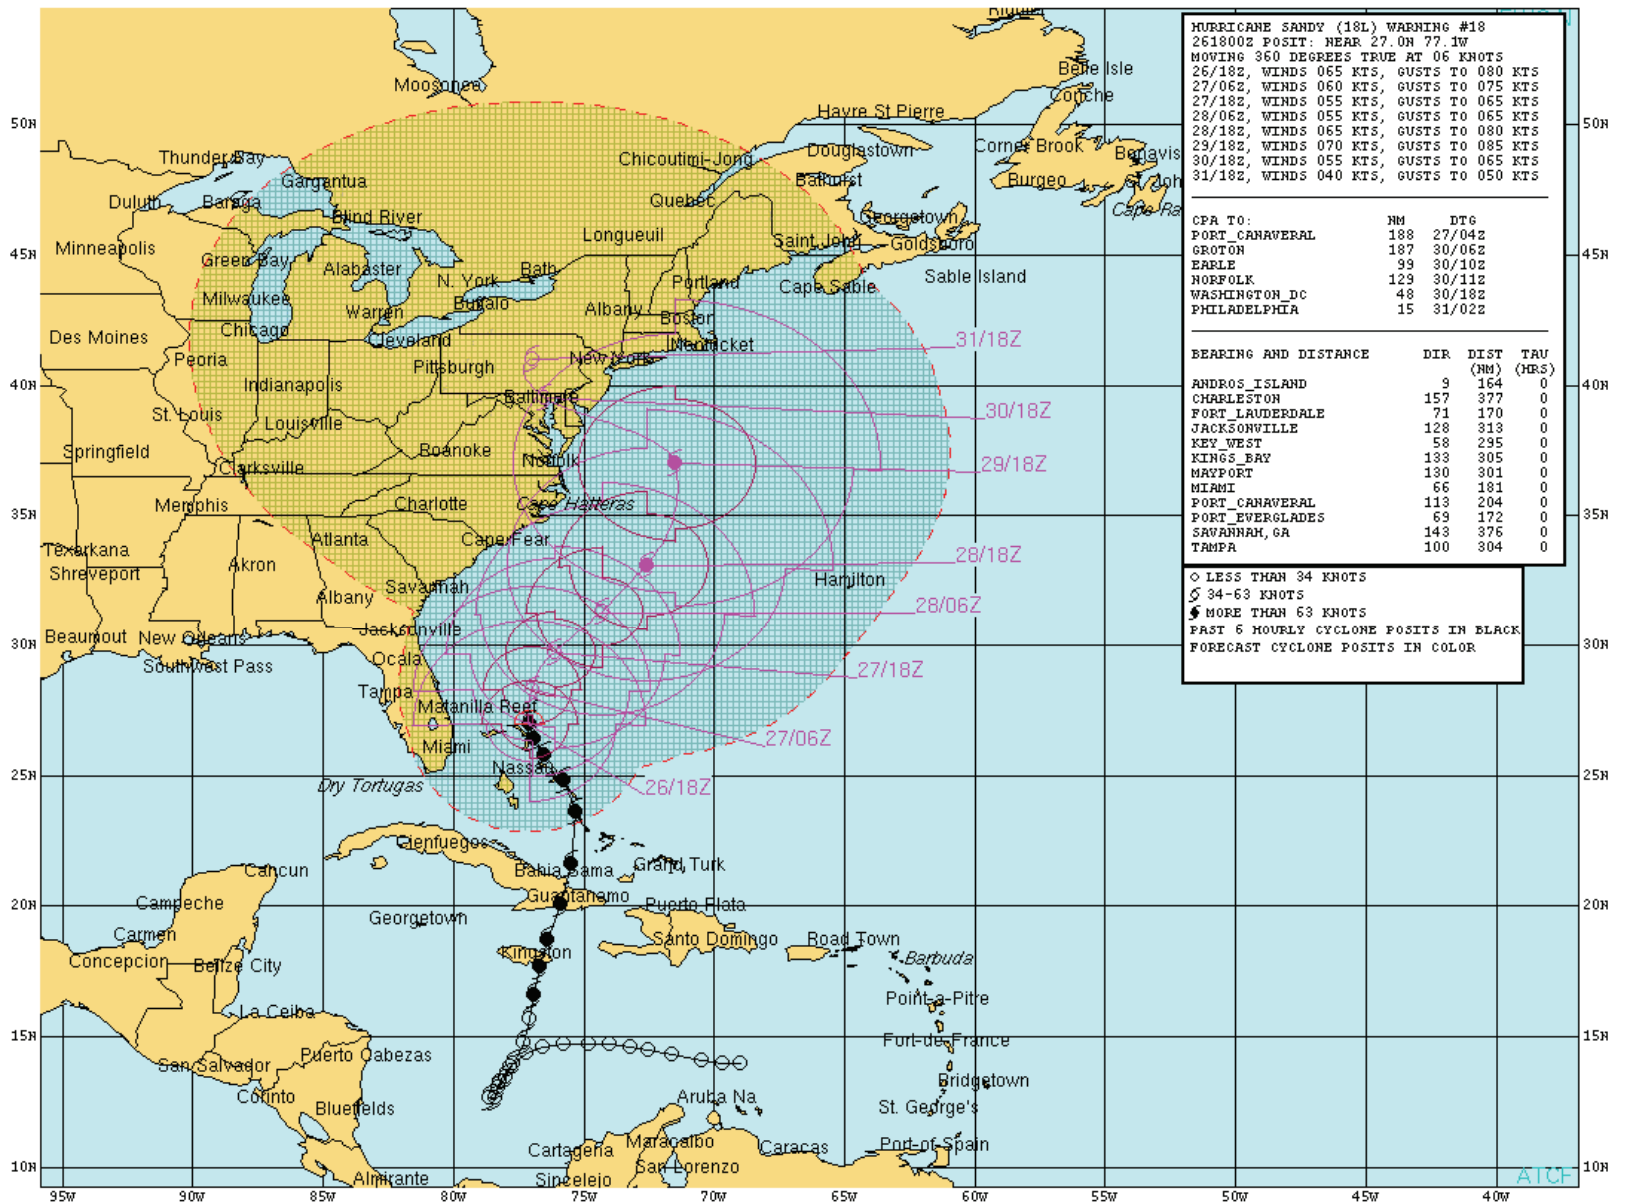 HURRICANE SANDY (18L) WARNING #18
261800Z POSIT: NEAR 27.0N 77.1W
MOVING 360 DEGREES TRUE AT 06 KNOTS
26/18Z, WINDS 065 KTS, GUSTS TO 080 KTS
27/06Z, WINDS 060 KTS, GUSTS TO 075 KTS
27/18Z, WINDS 055 KTS, GUSTS TO 065 KTS
28/06Z, WINDS 055 KTS, GUSTS TO 065 KTS
28/18Z, WINDS 065 KTS, GUSTS TO 080 KTS
29/18Z, WINDS 070 KTS, GUSTS TO 085 KTS
30/18Z, WINDS 055 KTS, GUSTS TO 065 KTS
31/18Z, WINDS 040 KTS, GUSTS TO 050 KTS
CPA TO: NM DTG
PORT_CANAVERAL 188 27/04Z
GROTON 187 30/06Z
EARLE 99 30/10Z
NORFOLK 129 30/11Z
WASHINGTON_DC 48 30/18Z
PHILADELPHIA 15 31/02Z
BEARING AND DISTANCE DIR DIST TAU
(NM) (HRS)
ANDROS_ISLAND 9 164 0
CHARLESTON 157 377 0
FORT_LAUDERDALE 71 170 0
JACKSONVILLE 128 313 0
KEY_WEST 58 295 0
KINGS_BAY 133 305 0
MAYPORT 130 301 0
MIAMI 66 181 0
PORT_CANAVERAL 113 204 0
PORT_EVERGLADES 69 172 0
SAVANNAH,GA 143 376 0
TAMPA 100 304 0
LESS THAN 34 KNOTS
34-63 KNOTS
MORE THAN 63 KNOTS
PAST 6 HOURLY CYCLONE POSITS IN BLACK
FORECAST CYCLONE POSITS IN COLOR
Moosonee
Belle Isle
Conche
Havre St Pierre
50N
50N
Thunder Bay
Chicoutimi-Jong
Douglastown
Corner Brook
Benavis
Gargantua
Bathurst
Burgeo
Duluth
Baraga
Blind River
Quebec
Georgetown
Cape Ra
Minneapolis
Longueuil
Saint John
Goldsboro
45N
45N
Green Bay
Alabaster
N. York
Bath
Portland
Cape Sable
Sable Island
Milwaukee
Warren
Buffalo
Albany
Boston
Des Moines
Chicago
Cleveland
Nantucket
31/18Z
Peoria
Pittsburgh
New York
40N
40N
Indianapolis
Baltimore
30/18Z
St. Louis
Louisville
Springfield
Roanoke
Norfolk
29/18Z
Clarksville
Memphis
Charlotte
Cape Hatteras
35N
35N
Texarkana
Atlanta
Cape Fear
28/18Z
Shreveport
Akron
Savannah
Hamilton
Albany
28/06Z
Beaumout
New Orleans
Jacksonville
30N
30N
Southwest Pass
Ocala
27/18Z
Tampa
Matanilla Reef
27/06Z
Miami
Nassau
25N
25N
Dry Tortugas
26/18Z
Cienfuegos
Cancun
Bahia Sama
Grand Turk
Campeche
Guantanamo
20N
20N
Georgetown
Puerto Plata
Carmen
Santo Domingo
Road Town
Concepcion
Belize City
Kingston
Barbuda
La Ceiba
Point-a-Pitre
15N
15N
San Salvador
Puerto Cabezas
Fort-de-France
Corinto
Bluefields
Aruba Na
Bridgetown
St. George's
Cartagena
Maracaibo
Caracas
Port-of-Spain
10N
10N
Almirante
Sincelejo
San Lorenzo
ATCF
95W 90W 85W 80W 75W 70W 65W 60W 55W 50W 45W 40W